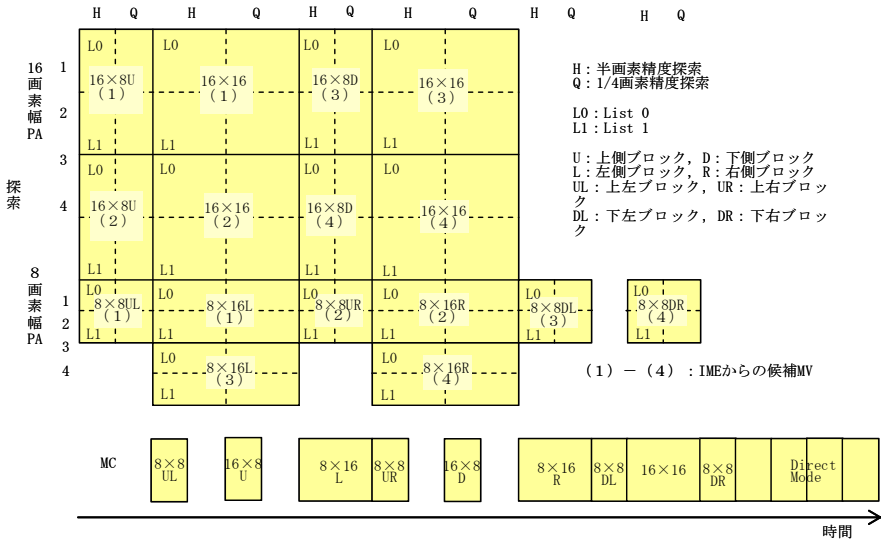 H Q H Q H Q H Q H Q H Q
16画素幅PA
1
2
3
4
探索
8画素幅PA
1
2
3
4
L0 L0 L0 L0
16×8U 16×16 16×8D 16×16
(1) (1) (3) (3)
L1 L1 L1 L1
L0 L0 L0 L0
16×8U 16×16 16×8D 16×16
(2) (2) (4) (4)
L1 L1 L1 L1
L0 L0 L0 L0 L0 L0
8×8UL 8×16L 8×8UR 8×16R 8×8DL 8×8DR
(1) (1) (2) (2) (3) (4)
L1 L1 L1 L1 L1 L1
L0 L0
8×16L 8×16R
(3) (4)
L1 L1
H：半画素精度探索
Q：1/4画素精度探索
L0：List 0
L1：List 1
U：上側ブロック, D：下側ブロック
L：左側ブロック, R：右側ブロック
UL：上左ブロック, UR：上右ブロッ
ク
DL：下左ブロック, DR：下右ブロッ
ク
(1) － (4) ：IMEからの候補MV
MC
8×8 16×8 8×16 8×8 16×8 8×16 8×8 16×16 8×8 Direct
UL U L UR D R DL DR Mode
時間